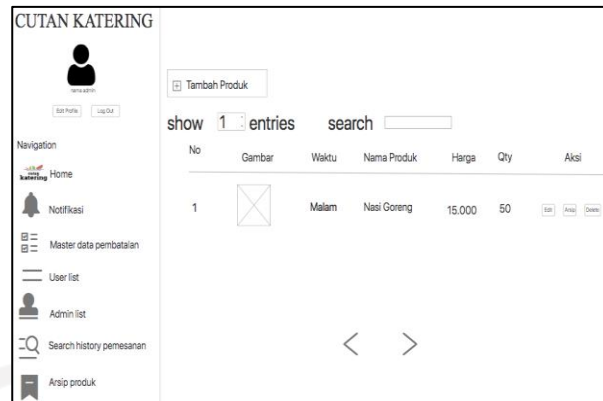 CUTAN KATERING
nama admin
Edit Profile Log Out
Navigation
Home
Notifikasi
Master data pembatalan
User list
Admin list
Search history pemesanan
Arsip produk
Tambah Produk
show 1 entries search
No Gambar Waktu Nama Produk Harga Qty Aksi
1 Malam Nasi Goreng 15.000 50 Edit Arsip Delete